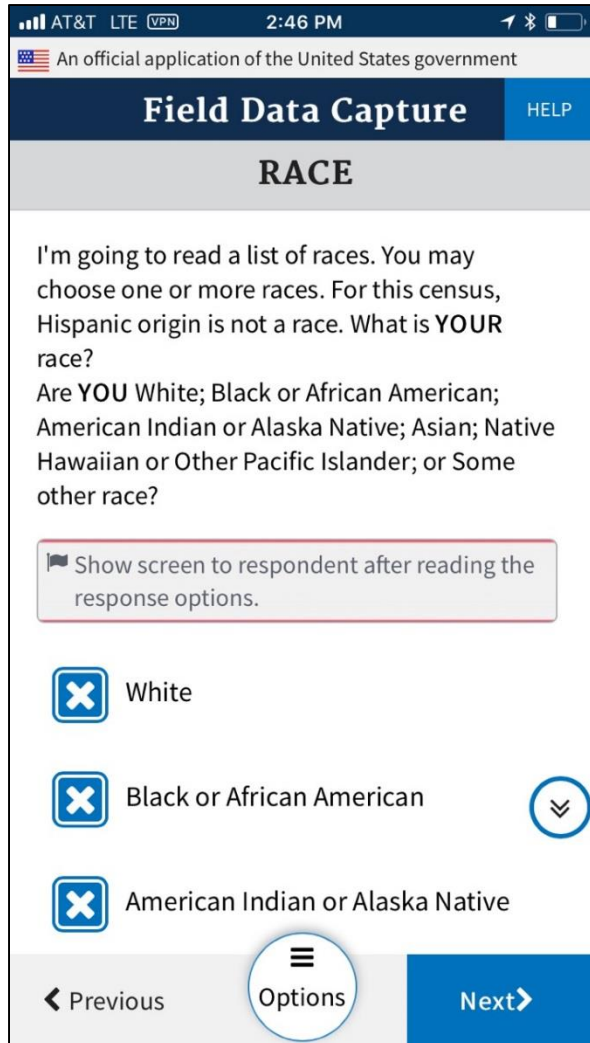 AT&T LTE VPN 2:46 PM
An official application of the United States government
Field Data Capture HELP
RACE
I'm going to read a list of races. You may
choose one or more races. For this census,
Hispanic origin is not a race. What is YOUR
race?
Are YOU White; Black or African American;
American Indian or Alaska Native; Asian; Native
Hawaiian or Other Pacific Islander; or Some
other race?
Show screen to respondent after reading the
response options.
White
Black or African American
American Indian or Alaska Native
Previous Options Next